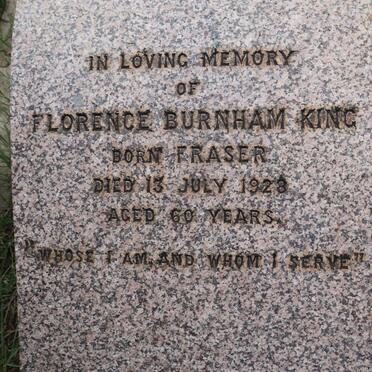 IN LOVING MEMORY
OF
FLORENCE BURNHAM KING
BORN FRASER
DIED 13 JULY 1928
AGED 60 YEARS.
"WHOSE I AM, AND WHOM I SERVE"